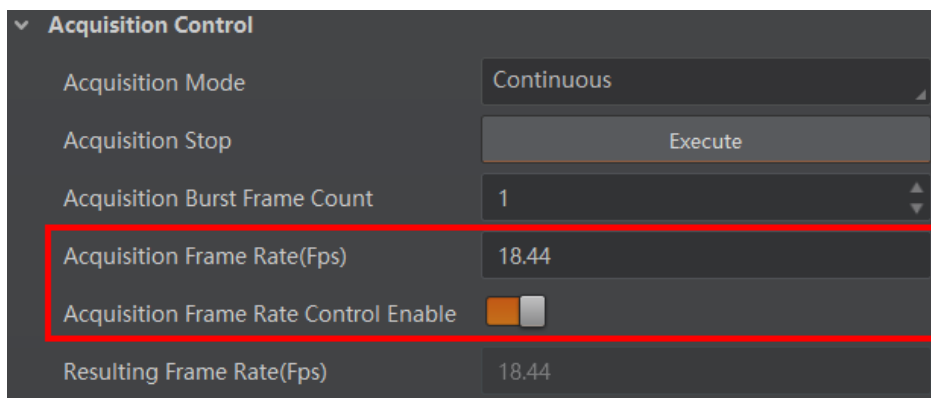 Acquisition Control
Acquisition Mode Continuous
Acquisition Stop Execute
Acquisition Burst Frame Count 1
Acquisition Frame Rate(Fps) 18.44
Acquisition Frame Rate Control Enable
Resulting Frame Rate(Fps) 18.44